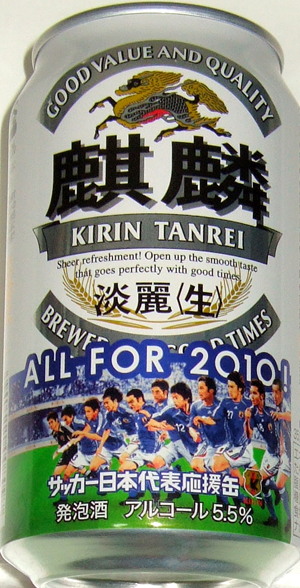 GOOD VALUE AND QUALITY
麒麟
KIRIN TANREI
Sheer refreshment! Open up the smooth taste
that goes perfectly with good times
淡麗〈生〉
TIMES
ALL FOR 2010!
サッカー日本代表応援缶
発泡酒 アルコール5.5%